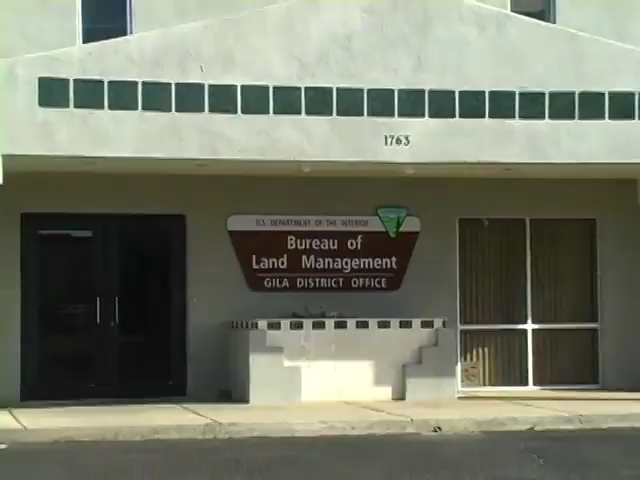 1763
U.S. DEPARTMENT OF THE INTERIOR
Bureau of
Land Management
GILA DISTRICT OFFICE